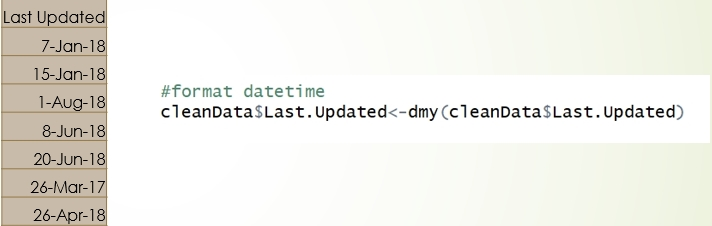 Last Updated
7-Jan-18
15-Jan-18
1-Aug-18
8-Jun-18
20-Jun-18
26-Mar-17
26-Apr-18
#format datetime
cleanData$Last.Updated<-dmy(cleanData$Last.Updated)